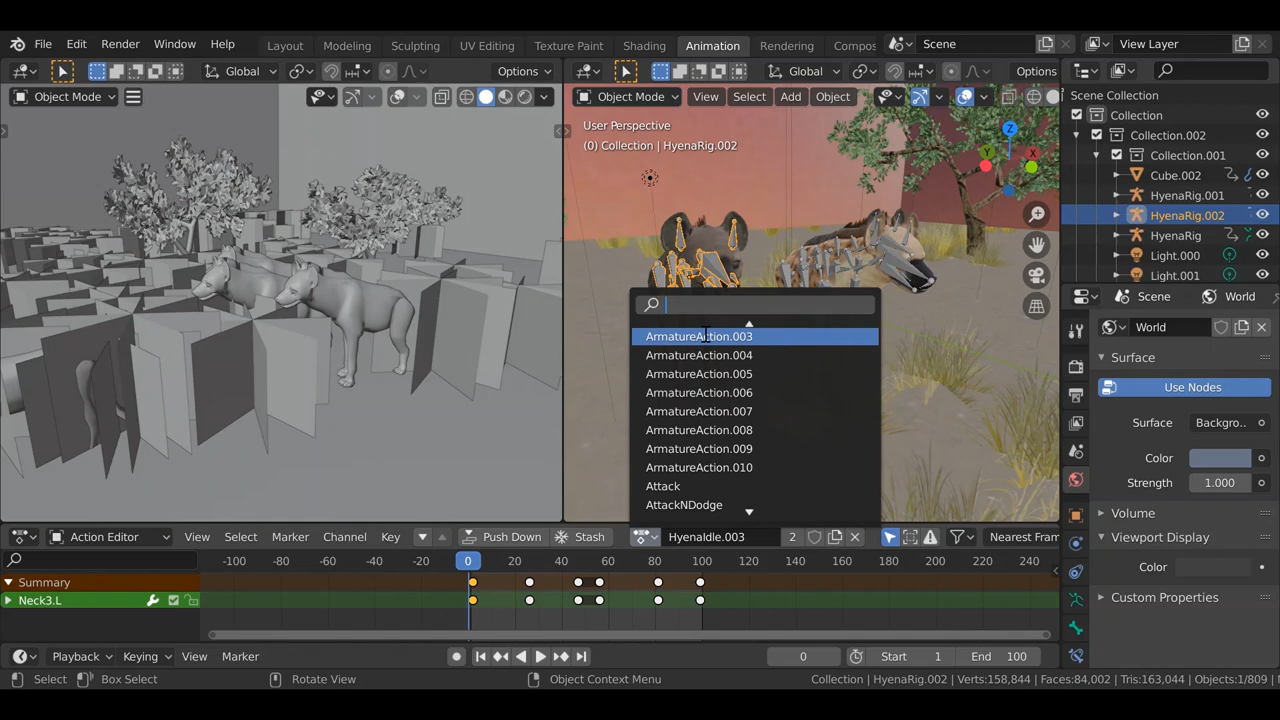 File Edit Render Window Help Layout Modeling Sculpting UV Editing Texture Paint Shading Animation Rendering Compos Scene View Layer
Global Options Global Options
Object Mode Object Mode View Select Add Object
Scene Collection
Collection
Collection.002
Collection.001
Cube.002
HyenaRig.001
HyenaRig.002
HyenaRig
Light.000
Light.001
User Perspective
(0) Collection | HyenaRig.002
Z
Y
X
ArmatureAction.003
ArmatureAction.004
ArmatureAction.005
ArmatureAction.006
ArmatureAction.007
ArmatureAction.008
ArmatureAction.009
ArmatureAction.010
Attack
AttackNDodge
Scene World
World
Surface
Use Nodes
Surface Backgro..
Color
Strength 1.000
Volume
Viewport Display
Color
Custom Properties
Action Editor View Select Marker Channel Key Push Down Stash HyenaIdle.003 2 Nearest Fram
-100 -80 -60 -40 -20 0 20 40 60 80 100 120 140 160 180 200 220 240
Summary
Neck3.L
Playback Keying View Marker 0 Start 1 End 100
Select Box Select Rotate View Object Context Menu Collection | HyenaRig.002 | Verts:158,844 | Faces:84,002 | Tris:163,044 | Objects:1/809